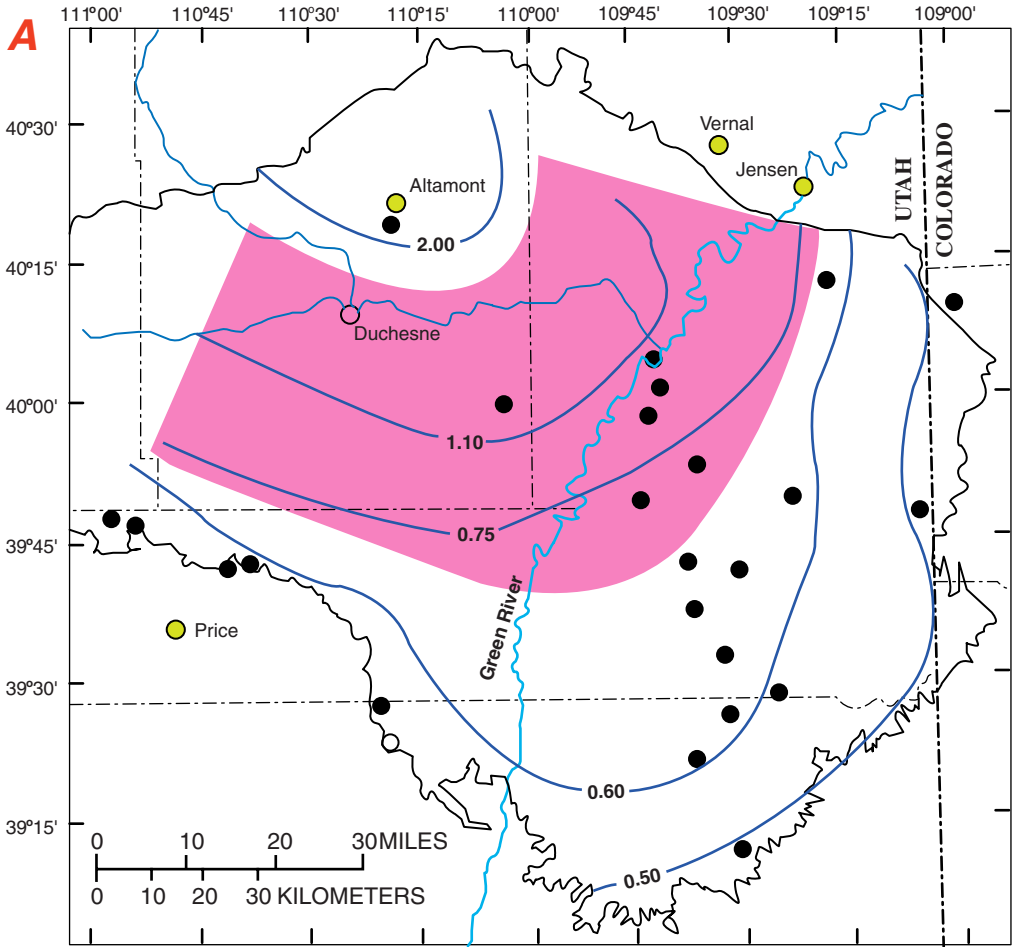 111°00' 110°45' 110°30' 110°15' 110°00' 109°45' 109°30' 109°15' 109°00'
A
40°30'
Vernal
Jensen
UTAH
COLORADO
Altamont
2.00
40°15'
Duchesne
40°00'
1.10
0.75
39°45'
Green River
Price
39°30'
0.60
39°15'
0 10 20 30 MILES
0.50
0 10 20 30 KILOMETERS